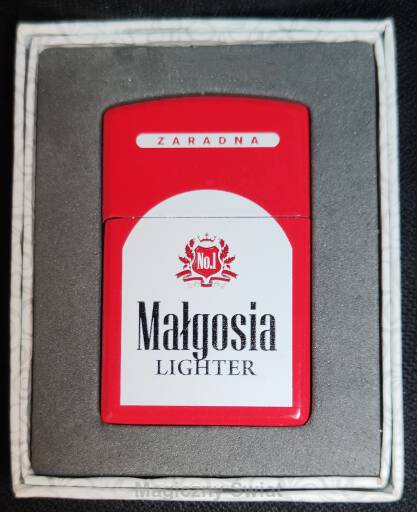 ZARADNA
No.1
Małgosia
LIGHTER
Magiczny Świat